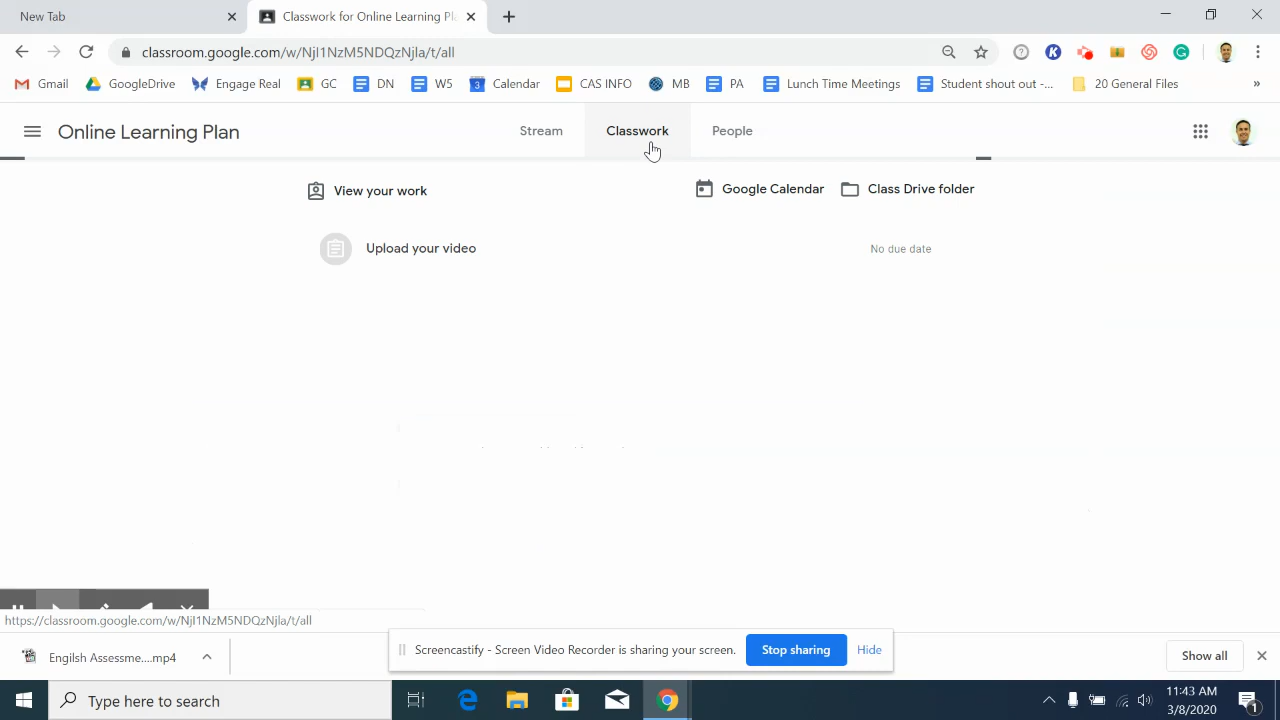 New Tab
Classwork for Online Learning Pl
classroom.google.com/w/NjI1NzM5NDQzNjla/t/all
Gmail GoogleDrive Engage Real GC DN W5 Calendar CAS INFO MB PA Lunch Time Meetings Student shout out -... 20 General Files »
Online Learning Plan
Stream Classwork People
View your work
Google Calendar Class Drive folder
Upload your video
No due date
https://classroom.google.com/w/NjI1NzM5NDQzNjla/t/all
Screencastify - Screen Video Recorder is sharing your screen. Stop sharing Hide
English Assessme....mp4
Show all
Type here to search
11:43 AM
3/8/2020